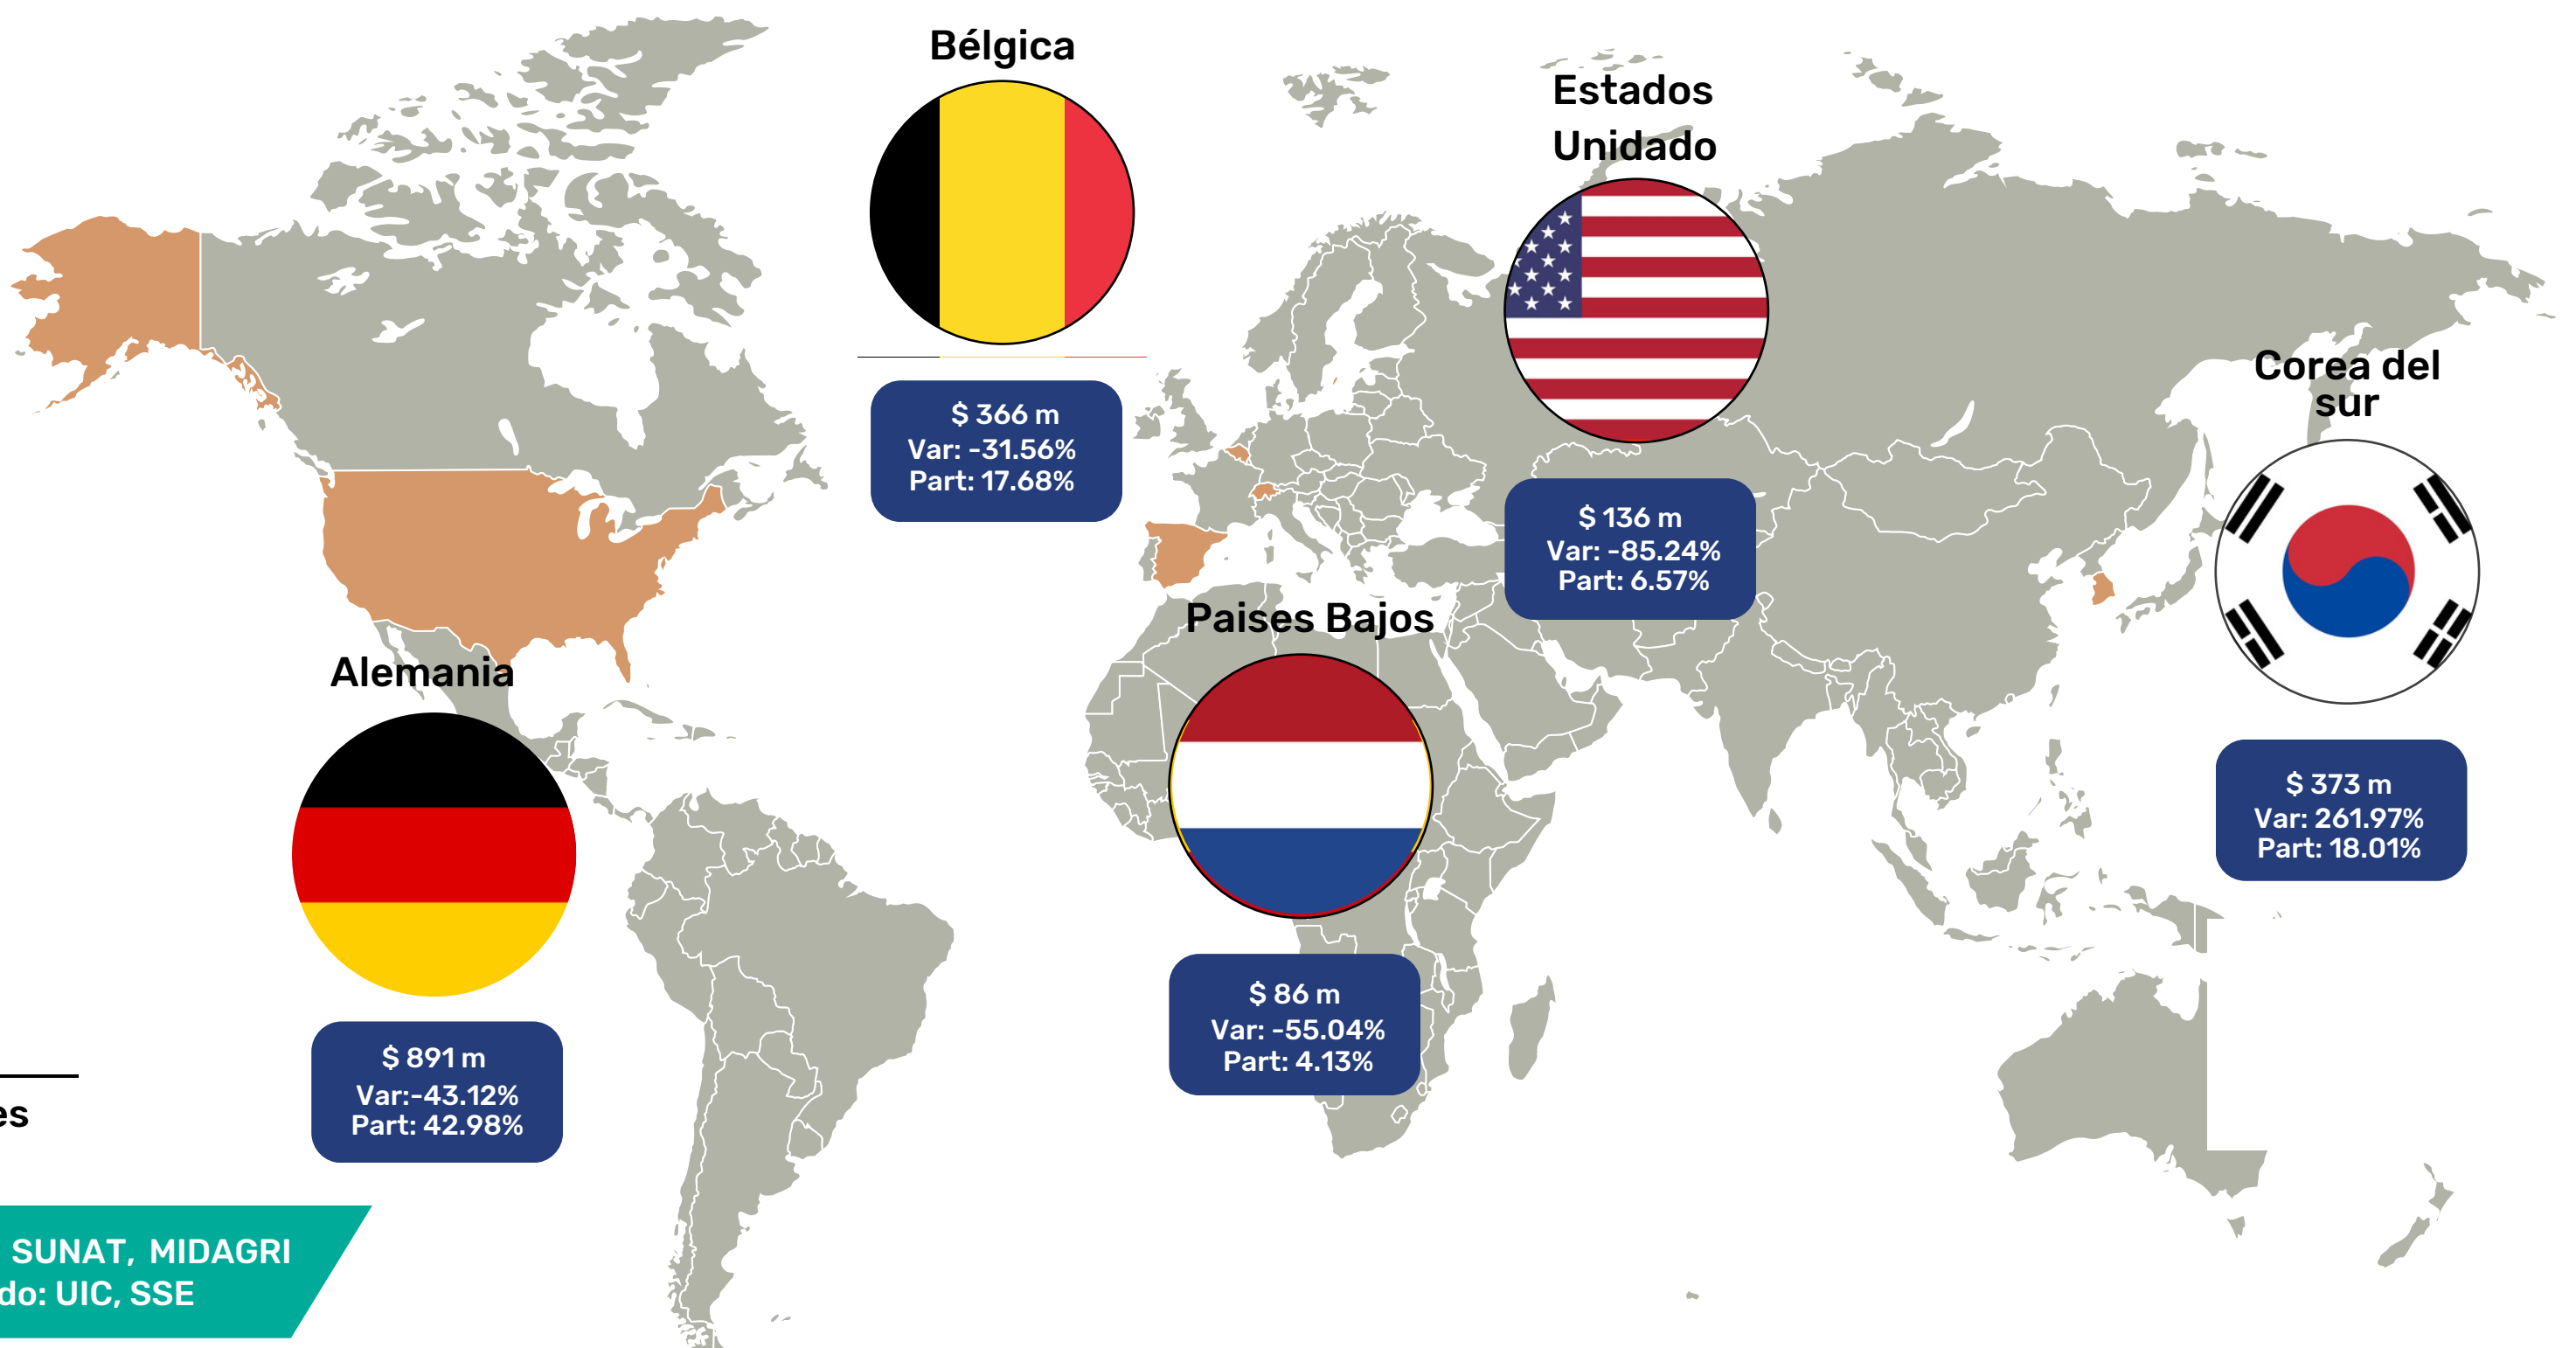 Bélgica
$ 366 m
Var: -31.56%
Part: 17.68%
Estados
Unidado
$ 136 m
Var: -85.24%
Part: 6.57%
Corea del
sur
$ 373 m
Var: 261.97%
Part: 18.01%
Alemania
$ 891 m
Var:-43.12%
Part: 42.98%
Paises Bajos
$ 86 m
Var: -55.04%
Part: 4.13%
es
SUNAT, MIDAGRI
do: UIC, SSE